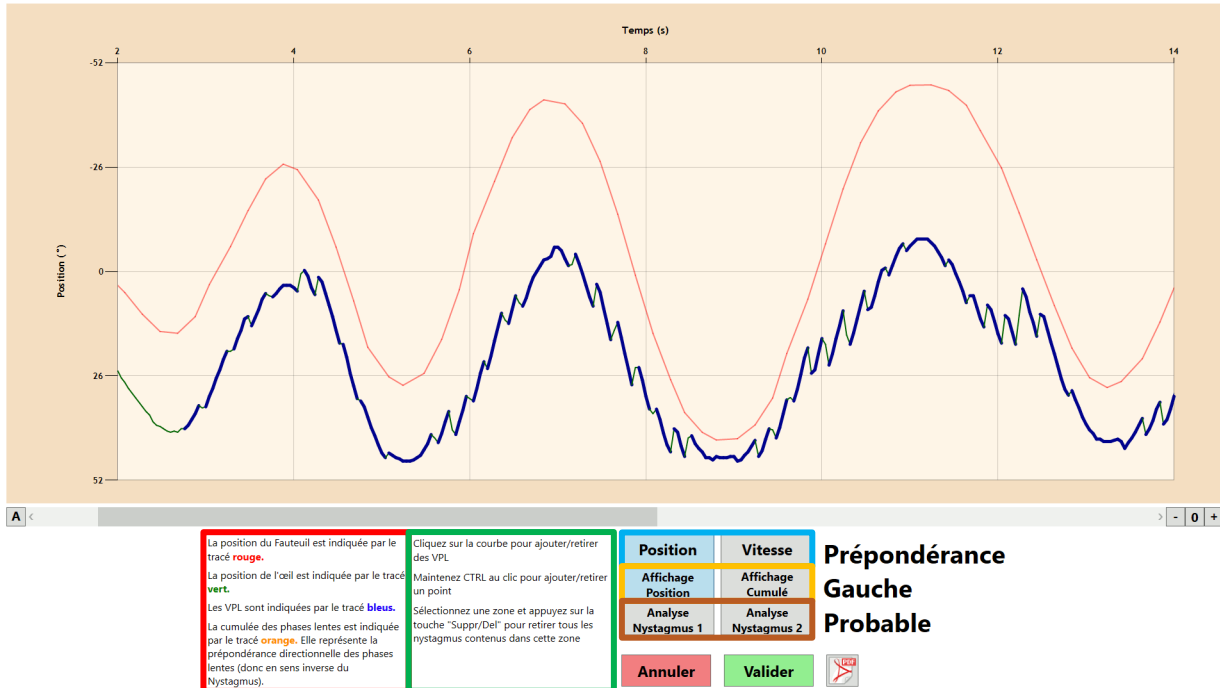 Temps (s)
2 4 6 8 10 12 14
-52
-26
0
26
52
Position (°)
A < > - 0 +
La position du Fauteuil est indiquée par le
tracé rouge.
La position de l'œil est indiquée par le tracé
vert.
Les VPL sont indiquées par le tracé bleus.
La cumulée des phases lentes est indiquée
par le tracé orange. Elle représente la
prépondérance directionnelle des phases
lentes (donc en sens inverse du
Nystagmus).
Cliquez sur la courbe pour ajouter/retirer
des VPL
Maintenez CTRL au clic pour ajouter/retirer
un point
Sélectionnez une zone et appuyez sur la
touche "Suppr/Del" pour retirer tous les
nystagmus contenus dans cette zone
Position Vitesse
Affichage
Position
Affichage
Cumulé
Analyse
Nystagmus 1
Analyse
Nystagmus 2
Annuler Valider PDF
Prépondérance
Gauche
Probable